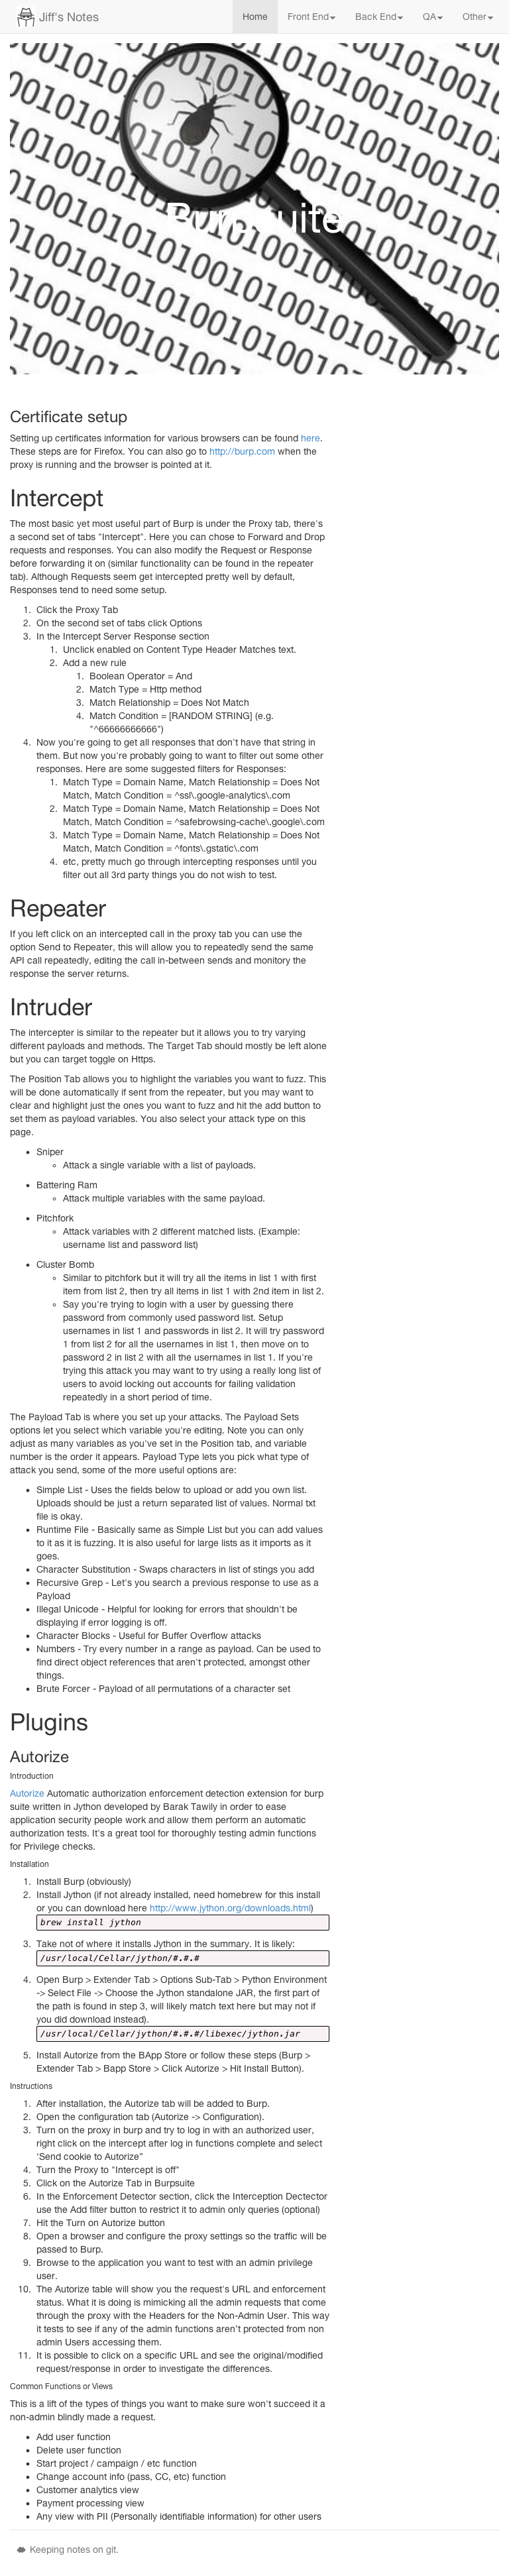 Jiff's Notes
Home Front End Back End QA Other
Burpsuite
Certificate setup
Setting up certificates information for various browsers can be found here.
These steps are for Firefox. You can also go to http://burp.com when the
proxy is running and the browser is pointed at it.
Intercept
The most basic yet most useful part of Burp is under the Proxy tab, there's
a second set of tabs "Intercept". Here you can chose to Forward and Drop
requests and responses. You can also modify the Request or Response
before forwarding it on (similar functionality can be found in the repeater
tab). Although Requests seem get intercepted pretty well by default,
Responses tend to need some setup.
1. Click the Proxy Tab
2. On the second set of tabs click Options
3. In the Intercept Server Response section
1. Unclick enabled on Content Type Header Matches text.
2. Add a new rule
1. Boolean Operator = And
2. Match Type = Http method
3. Match Relationship = Does Not Match
4. Match Condition = [RANDOM STRING] (e.g.
"^66666666666")
4. Now you're going to get all responses that don't have that string in
them. But now you're probably going to want to filter out some other
responses. Here are some suggested filters for Responses:
1. Match Type = Domain Name, Match Relationship = Does Not
Match, Match Condition = ^ssl\.google-analytics\.com
2. Match Type = Domain Name, Match Relationship = Does Not
Match, Match Condition = ^safebrowsing-cache\.google\.com
3. Match Type = Domain Name, Match Relationship = Does Not
Match, Match Condition = ^fonts\.gstatic\.com
4. etc, pretty much go through intercepting responses until you
filter out all 3rd party things you do not wish to test.
Repeater
If you left click on an intercepted call in the proxy tab you can use the
option Send to Repeater, this will allow you to repeatedly send the same
API call repeatedly, editing the call in-between sends and monitory the
response the server returns.
Intruder
The intercepter is similar to the repeater but it allows you to try varying
different payloads and methods. The Target Tab should mostly be left alone
but you can target toggle on Https.
The Position Tab allows you to highlight the variables you want to fuzz. This
will be done automatically if sent from the repeater, but you may want to
clear and highlight just the ones you want to fuzz and hit the add button to
set them as payload variables. You also select your attack type on this
page.
• Sniper
◦ Attack a single variable with a list of payloads.
• Battering Ram
◦ Attack multiple variables with the same payload.
• Pitchfork
◦ Attack variables with 2 different matched lists. (Example:
username list and password list)
• Cluster Bomb
◦ Similar to pitchfork but it will try all the items in list 1 with first
item from list 2, then try all items in list 1 with 2nd item in list 2.
◦ Say you're trying to login with a user by guessing there
password from commonly used password list. Setup
usernames in list 1 and passwords in list 2. It will try password
1 from list 2 for all the usernames in list 1, then move on to
password 2 in list 2 with all the usernames in list 1. If you're
trying this attack you may want to try using a really long list of
users to avoid locking out accounts for failing validation
repeatedly in a short period of time.
The Payload Tab is where you set up your attacks. The Payload Sets
options let you select which variable you're editing. Note you can only
adjust as many variables as you've set in the Position tab, and variable
number is the order it appears. Payload Type lets you pick what type of
attack you send, some of the more useful options are:
• Simple List - Uses the fields below to upload or add you own list.
Uploads should be just a return separated list of values. Normal txt
file is okay.
• Runtime File - Basically same as Simple List but you can add values
to it as it is fuzzing. It is also useful for large lists as it imports as it
goes.
• Character Substitution - Swaps characters in list of stings you add
• Recursive Grep - Let's you search a previous response to use as a
Payload
• Illegal Unicode - Helpful for looking for errors that shouldn't be
displaying if error logging is off.
• Character Blocks - Useful for Buffer Overflow attacks
• Numbers - Try every number in a range as payload. Can be used to
find direct object references that aren't protected, amongst other
things.
• Brute Forcer - Payload of all permutations of a character set
Plugins
Autorize
Introduction
Autorize Automatic authorization enforcement detection extension for burp
suite written in Jython developed by Barak Tawily in order to ease
application security people work and allow them perform an automatic
authorization tests. It's a great tool for thoroughly testing admin functions
for Privilege checks.
Installation
1. Install Burp (obviously)
2. Install Jython (if not already installed, need homebrew for this install
or you can download here http://www.jython.org/downloads.html)
brew install jython
3. Take not of where it installs Jython in the summary. It is likely:
/usr/local/Cellar/jython/#.#.#
4. Open Burp > Extender Tab > Options Sub-Tab > Python Environment
-> Select File -> Choose the Jython standalone JAR, the first part of
the path is found in step 3, will likely match text here but may not if
you did download instead).
/usr/local/Cellar/jython/#.#.#/libexec/jython.jar
5. Install Autorize from the BApp Store or follow these steps (Burp >
Extender Tab > Bapp Store > Click Autorize > Hit Install Button).
Instructions
1. After installation, the Autorize tab will be added to Burp.
2. Open the configuration tab (Autorize -> Configuration).
3. Turn on the proxy in burp and try to log in with an authorized user,
right click on the intercept after log in functions complete and select
‘Send cookie to Autorize”
4. Turn the Proxy to "Intercept is off"
5. Click on the Autorize Tab in Burpsuite
6. In the Enforcement Detector section, click the Interception Dectector
use the Add filter button to restrict it to admin only queries (optional)
7. Hit the Turn on Autorize button
8. Open a browser and configure the proxy settings so the traffic will be
passed to Burp.
9. Browse to the application you want to test with an admin privilege
user.
10. The Autorize table will show you the request's URL and enforcement
status. What it is doing is mimicking all the admin requests that come
through the proxy with the Headers for the Non-Admin User. This way
it tests to see if any of the admin functions aren't protected from non
admin Users accessing them.
11. It is possible to click on a specific URL and see the original/modified
request/response in order to investigate the differences.
Common Functions or Views
This is a lift of the types of things you want to make sure won't succeed it a
non-admin blindly made a request.
• Add user function
• Delete user function
• Start project / campaign / etc function
• Change account info (pass, CC, etc) function
• Customer analytics view
• Payment processing view
• Any view with PII (Personally identifiable information) for other users
Keeping notes on git.